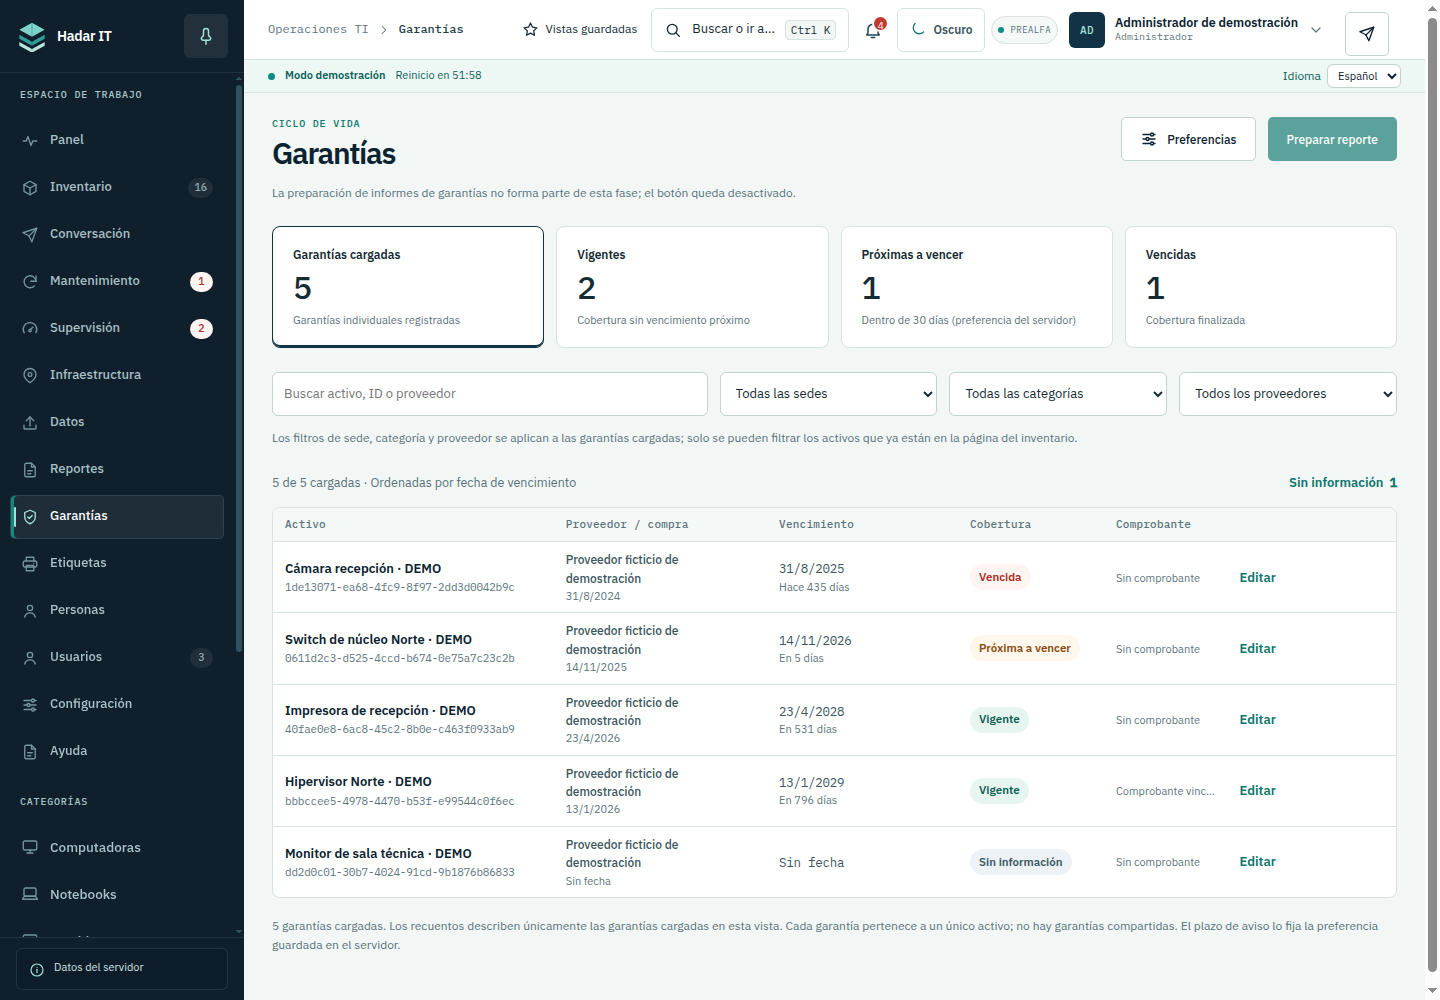 Hadar IT
ESPACIO DE TRABAJO
Panel
Inventario 16
Conversación
Mantenimiento 1
Supervisión 2
Infraestructura
Datos
Reportes
Garantías
Etiquetas
Personas
Usuarios 3
Configuración
Ayuda
CATEGORÍAS
Computadoras
Notebooks
Datos del servidor
Operaciones TI > Garantías
Vistas guardadas
Buscar o ir a... Ctrl K
4
Oscuro
PREALFA
AD
Administrador de demostración
Administrador
Modo demostración Reinicio en 51:58
Idioma Español
CICLO DE VIDA
Garantías
Preferencias
Preparar reporte
La preparación de informes de garantías no forma parte de esta fase; el botón queda desactivado.
Garantías cargadas
5
Garantías individuales registradas
Vigentes
2
Cobertura sin vencimiento próximo
Próximas a vencer
1
Dentro de 30 días (preferencia del servidor)
Vencidas
1
Cobertura finalizada
Buscar activo, ID o proveedor
Todas las sedes
Todas las categorías
Todos los proveedores
Los filtros de sede, categoría y proveedor se aplican a las garantías cargadas; solo se pueden filtrar los activos que ya están en la página del inventario.
5 de 5 cargadas · Ordenadas por fecha de vencimiento
Sin información 1
Activo Proveedor / compra Vencimiento Cobertura Comprobante
Cámara recepción · DEMO
1de13071-ea68-4fc9-8f97-2dd3d0042b9c
Proveedor ficticio de
demostración
31/8/2024
31/8/2025
Hace 435 días
Vencida
Sin comprobante
Editar
Switch de núcleo Norte · DEMO
0611d2c3-d525-4ccd-b674-0e75a7c23c2b
Proveedor ficticio de
demostración
14/11/2025
14/11/2026
En 5 días
Próxima a vencer
Sin comprobante
Editar
Impresora de recepción · DEMO
40fae0e8-6ac8-45c2-8b0e-c463f0933ab9
Proveedor ficticio de
demostración
23/4/2026
23/4/2028
En 531 días
Vigente
Sin comprobante
Editar
Hipervisor Norte · DEMO
bbbccee5-4978-4470-b53f-e99544c0f6ec
Proveedor ficticio de
demostración
13/1/2026
13/1/2029
En 796 días
Vigente
Comprobante vinc...
Editar
Monitor de sala técnica · DEMO
dd2d0c01-30b7-4024-91cd-9b1876b86833
Proveedor ficticio de
demostración
Sin fecha
Sin fecha
Sin información
Sin comprobante
Editar
5 garantías cargadas. Los recuentos describen únicamente las garantías cargadas en esta vista. Cada garantía pertenece a un único activo; no hay garantías compartidas. El plazo de aviso lo fija la preferencia
guardada en el servidor.